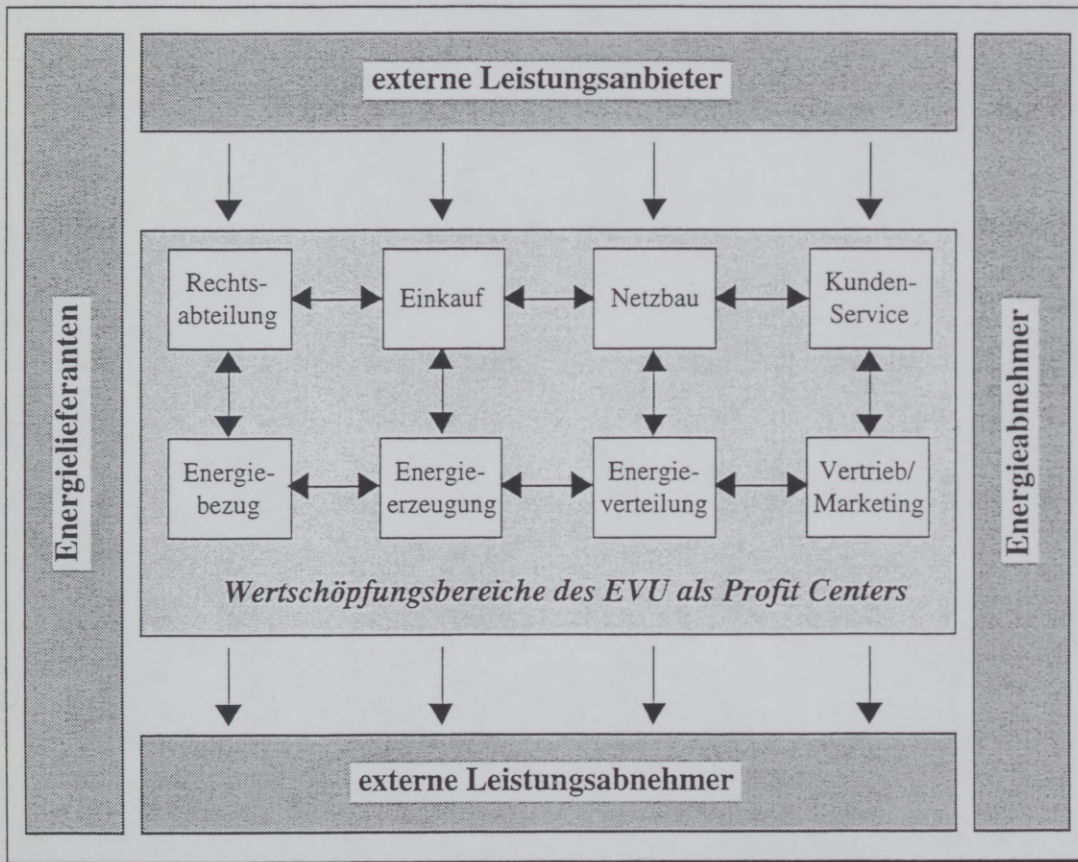 externe Leistungsanbieter
Energielieferanten
Rechts-
abteilung
Einkauf
Netzbau
Kunden-
Service
Energie-
bezug
Energie-
erzeugung
Energie-
verteilung
Vertrieb/
Marketing
Wertschöpfungsbereiche des EVU als Profit Centers
Energieabnehmer
externe Leistungsabnehmer